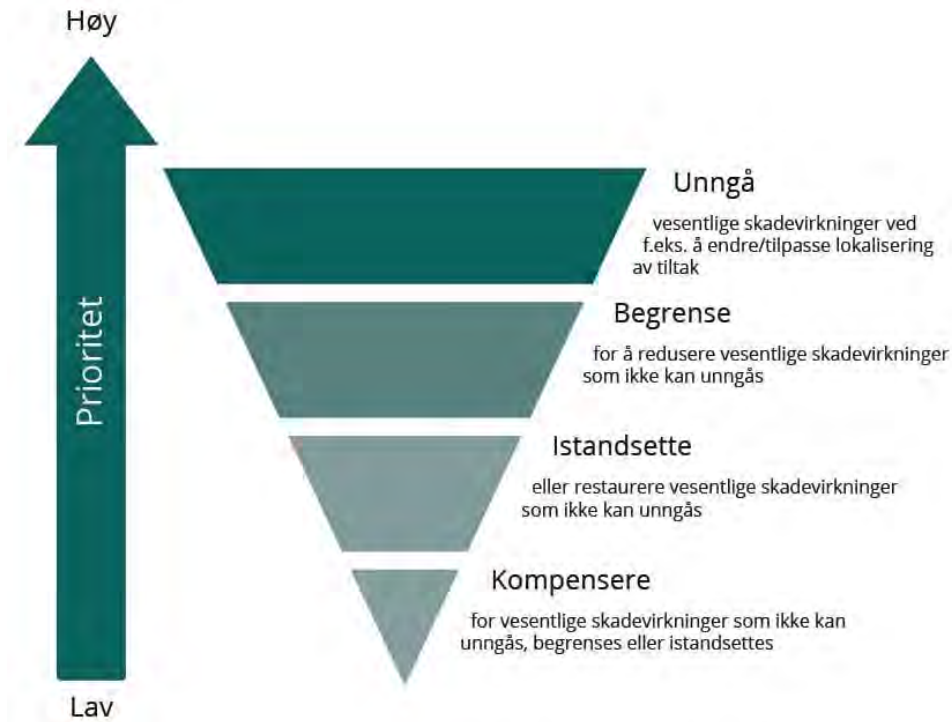 Høy
Prioritet
Unngå
vesentlige skadevirkninger ved
f.eks. å endre/tilpasse lokalisering
av tiltak
Begrense
for å redusere vesentlige skadevirkninger
som ikke kan unngås
Istandsette
eller restaurere vesentlige skadevirkninger
som ikke kan unngås
Kompensere
for vesentlige skadevirkninger som ikke kan
unngås, begrenses eller istandsettes
Lav